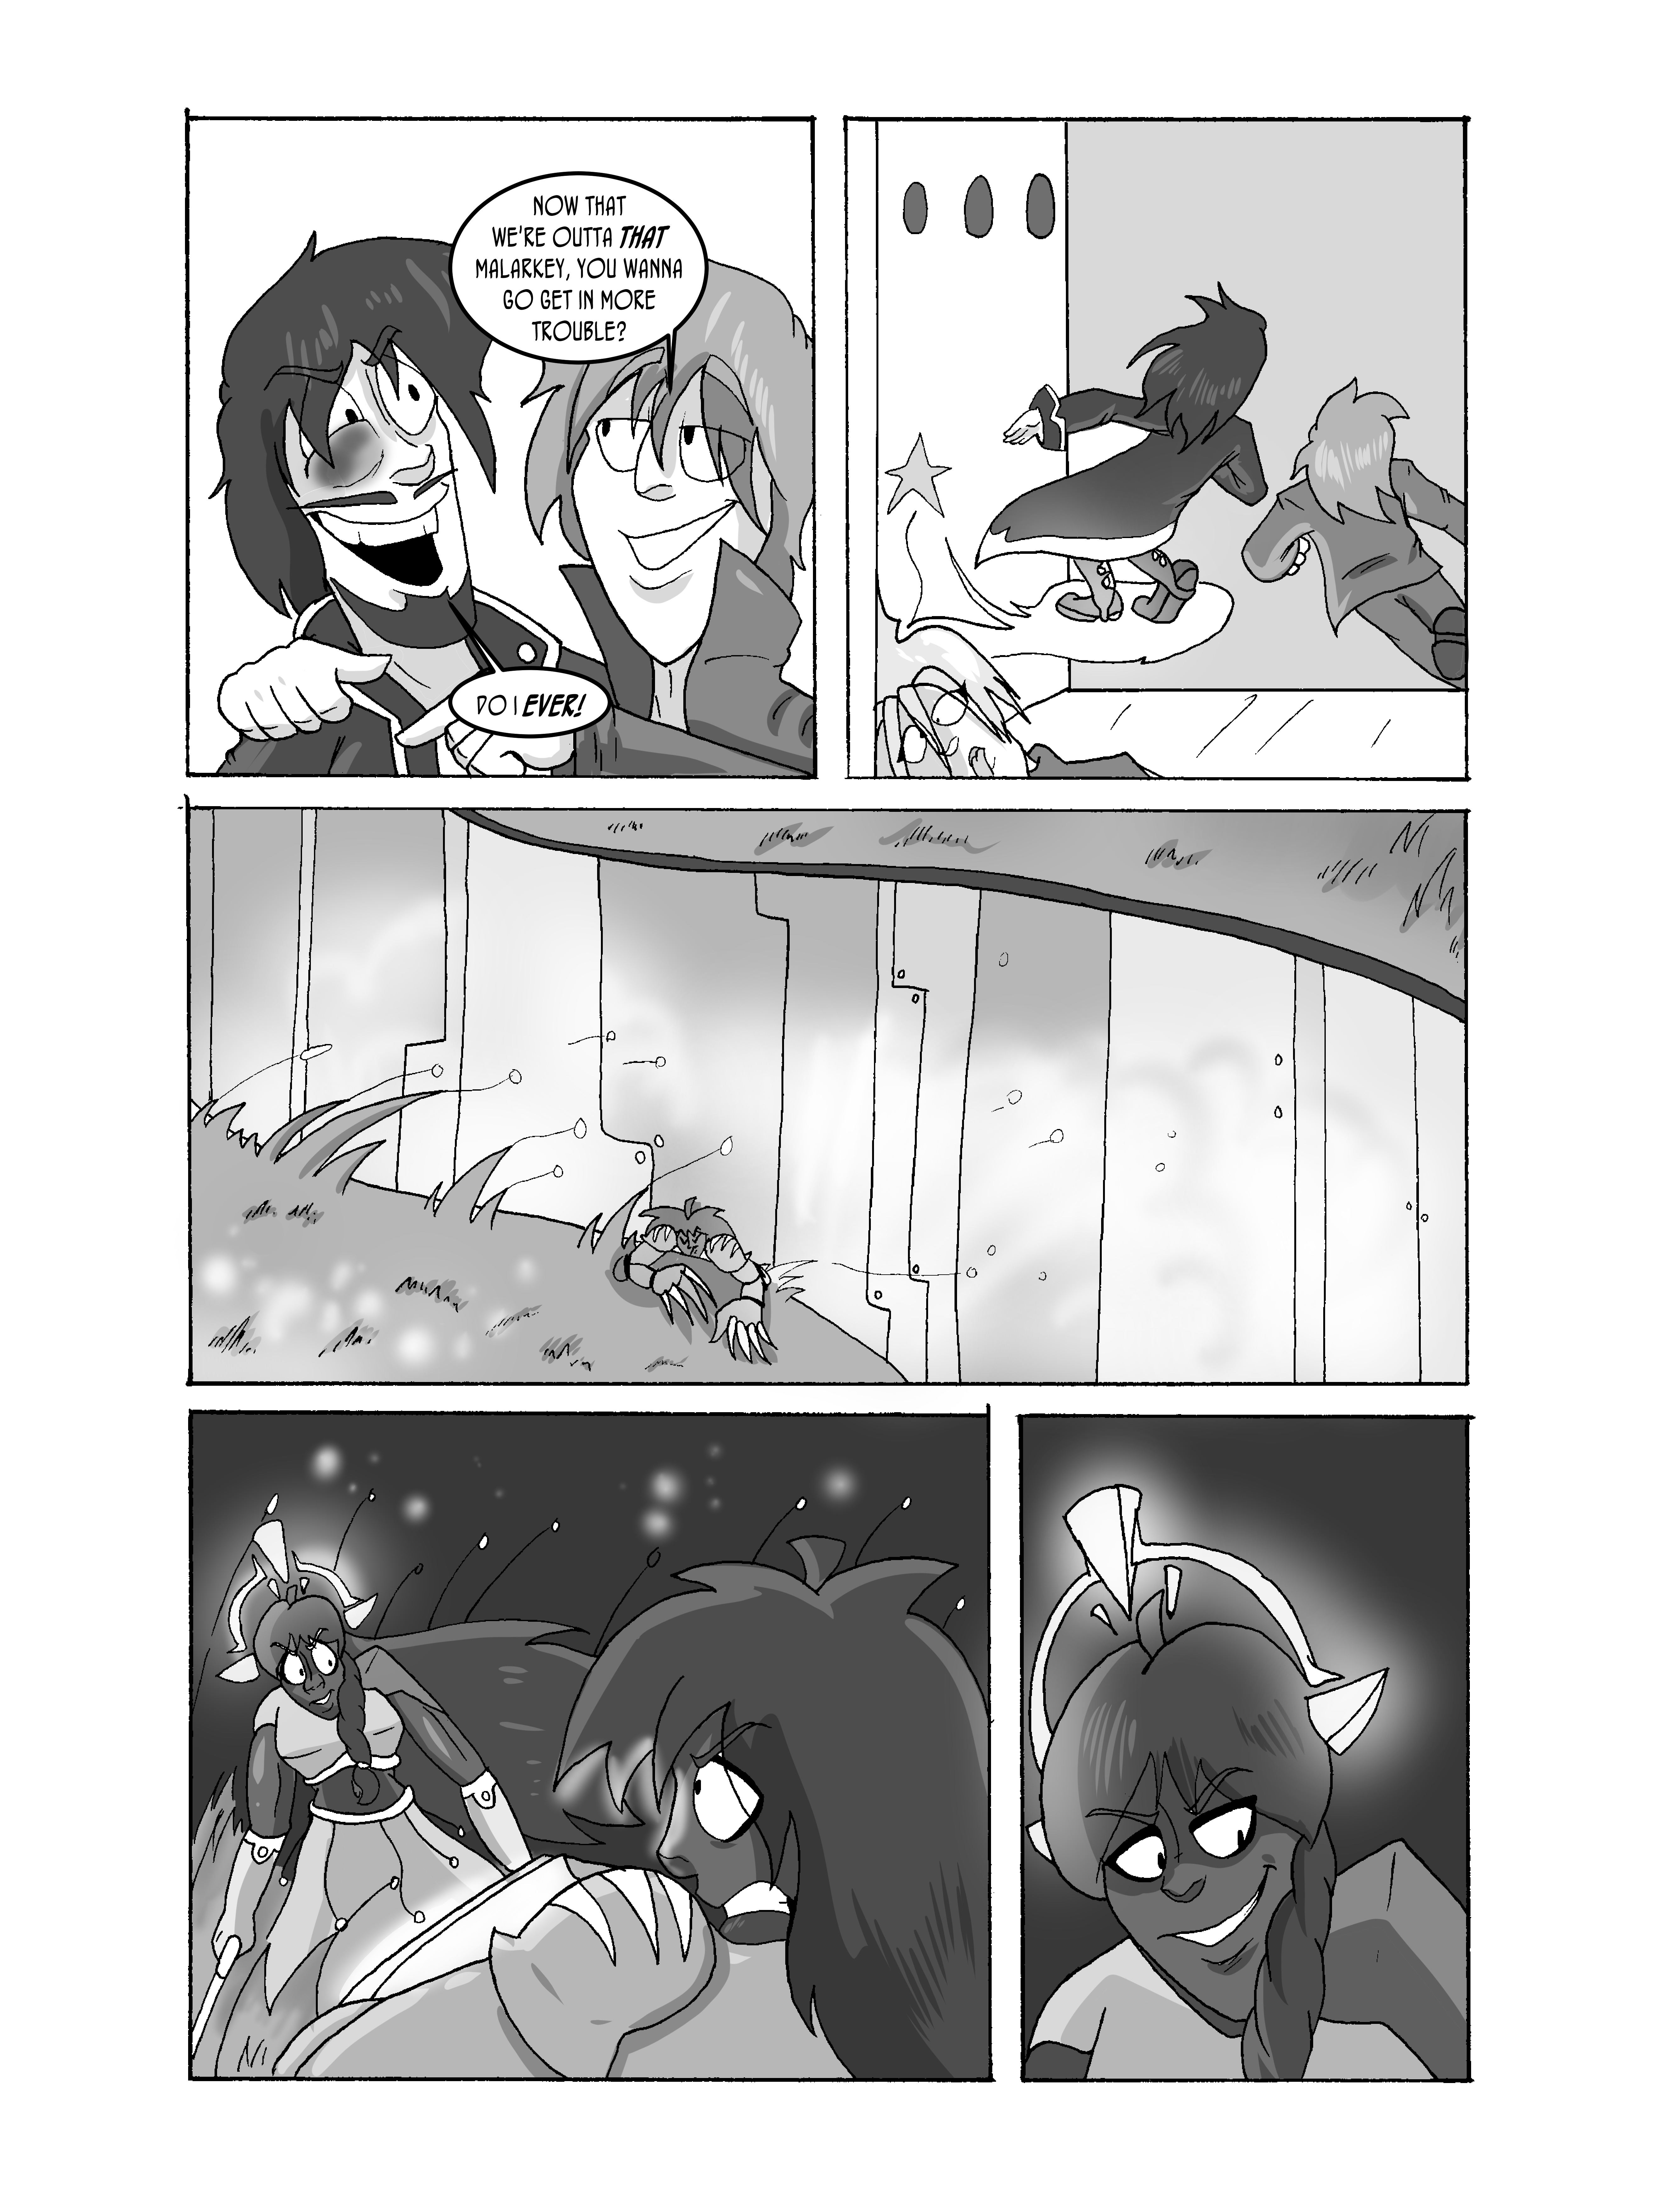 NOW THAT
WE'RE OUTTA THAT
MALARKEY, YOU WANNA
GO GET IN MORE
TROUBLE?
DO I EVER!